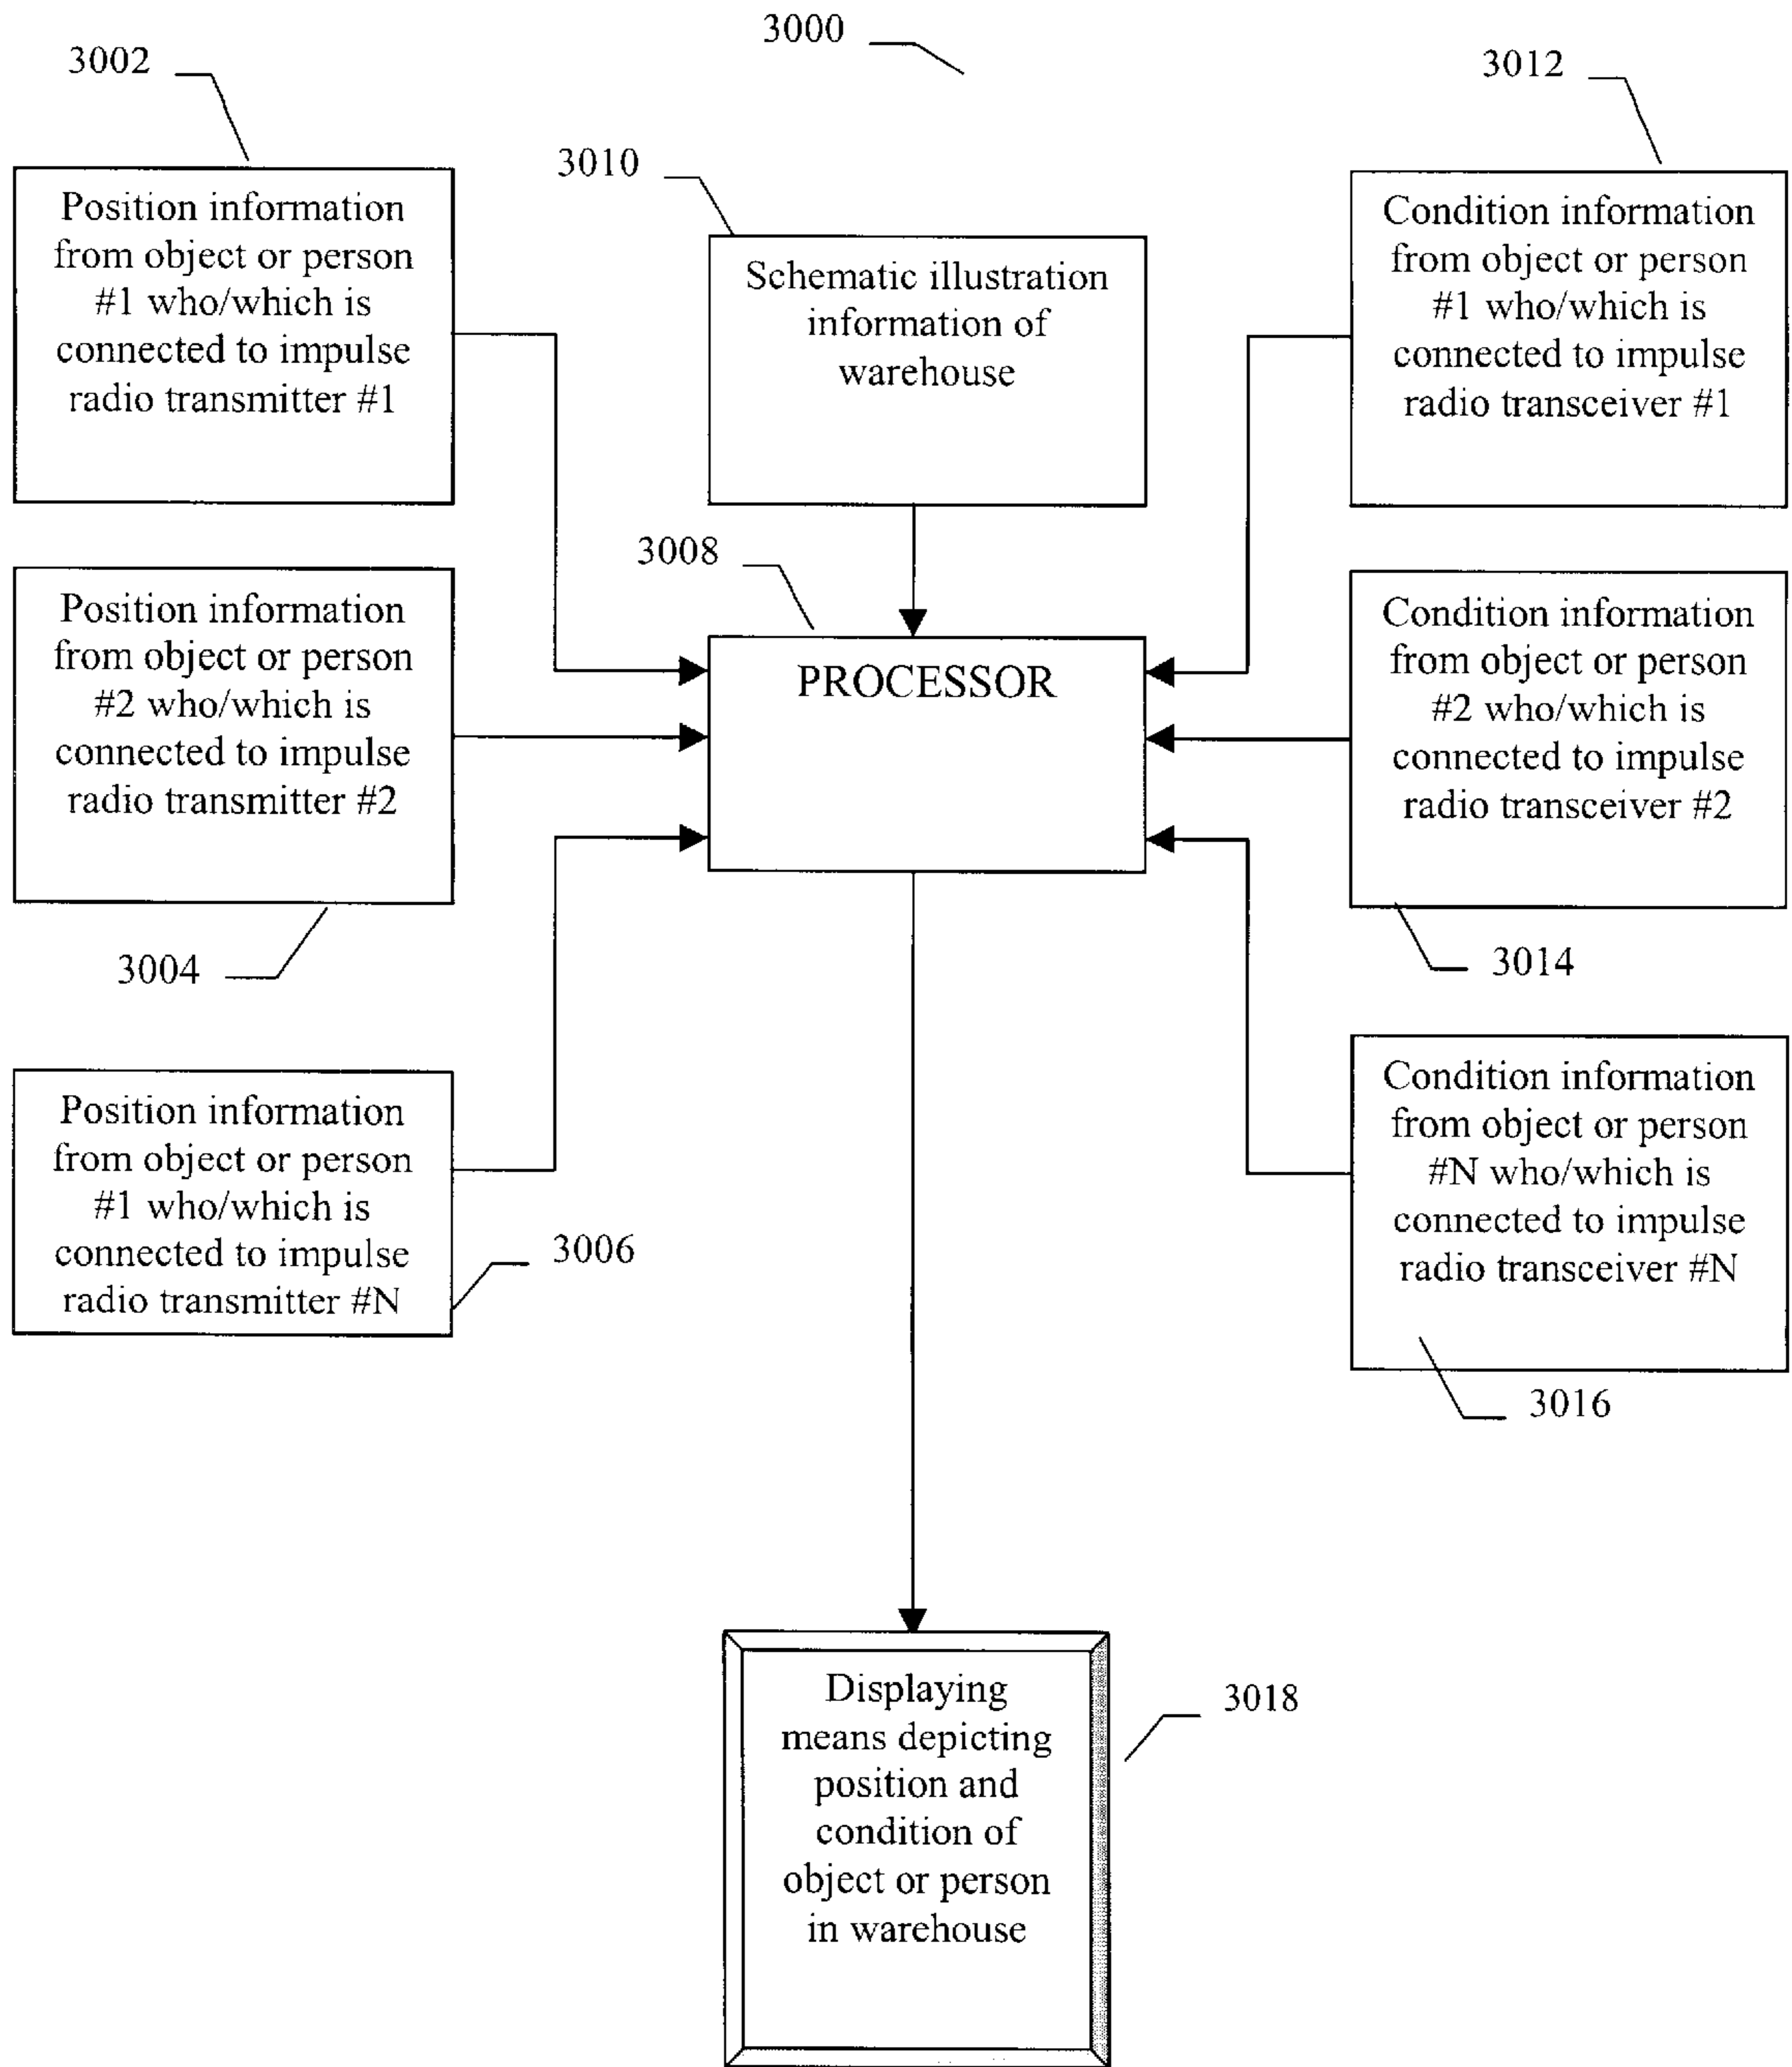 3000
3002
3012
3010
Position information
from object or person
#1 who/which is
connected to impulse
radio transmitter #1
Schematic illustration
information of
warehouse
Condition information
from object or person
#1 who/which is
connected to impulse
radio transceiver #1
3008
Position information
from object or person
#2 who/which is
connected to impulse
radio transmitter #2
PROCESSOR
Condition information
from object or person
#2 who/which is
connected to impulse
radio transceiver #2
3004
3014
Position information
from object or person
#1 who/which is
connected to impulse
radio transmitter #N
3006
Condition information
from object or person
#N who/which is
connected to impulse
radio transceiver #N
3016
Displaying
means depicting
position and
condition of
object or person
in warehouse
3018